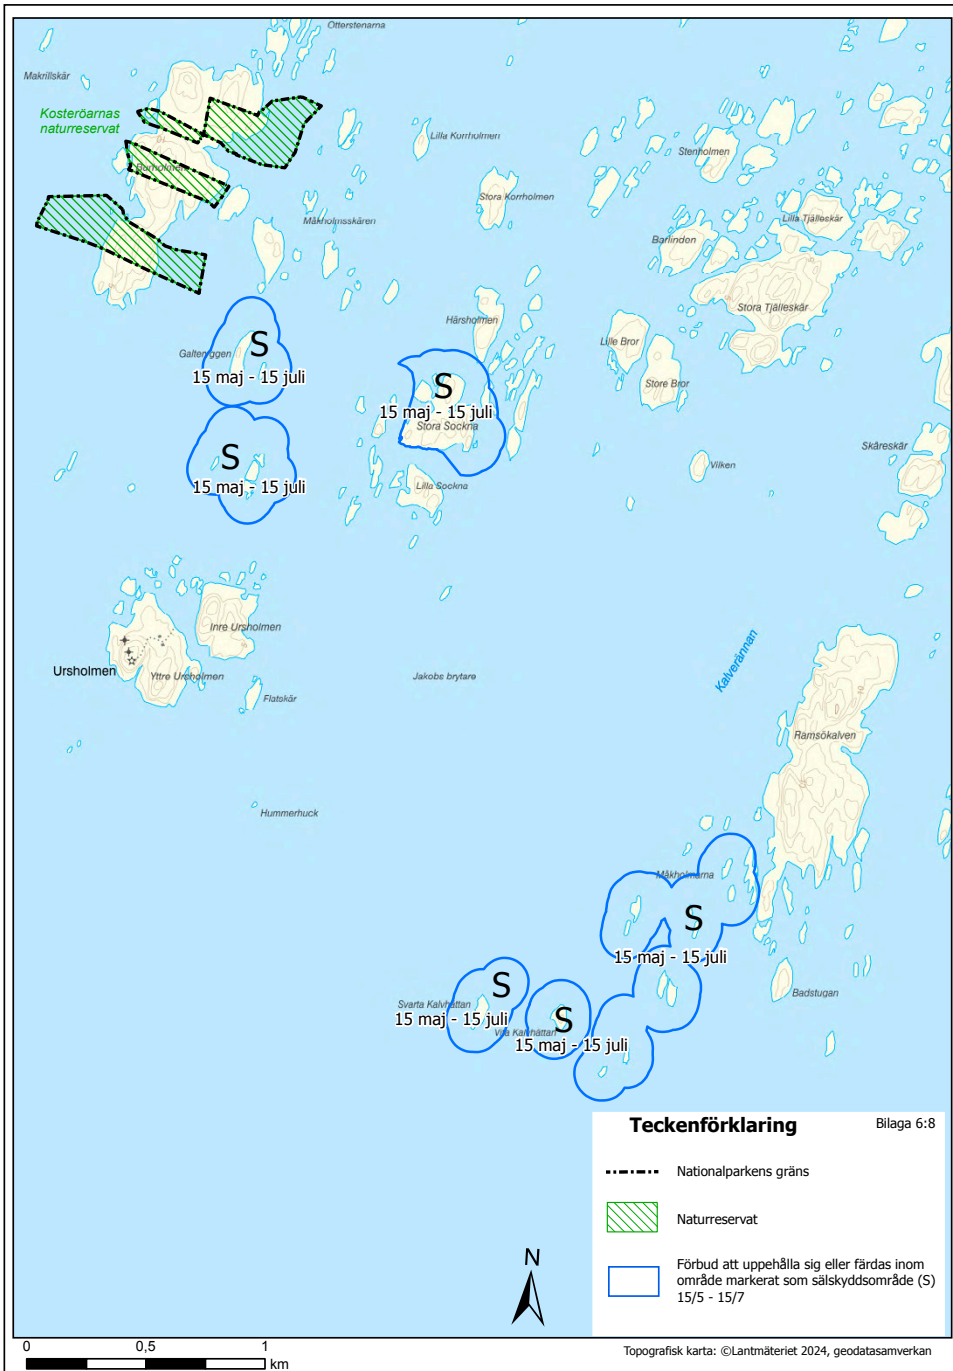 Otterstenarna
Makrillskär
Kosteröarnas
naturreservat
Lilla Korrholmen
Stenholmen
Burholmen
Stora Korrholmen
Måkholmsskären
Lilla Tjälleskär
Barlinden
Stora Tjälleskär
Härsholmen
Lille Bror
Galteryggen
S
15 maj - 15 juli
S
15 maj - 15 juli
Store Bror
Stora Sockna
Skåreskär
S
15 maj - 15 juli
Vilken
Lilla Sockna
Inre Ursholmen
Ursholmen
Yttre Ursholmen
Jakobs brytare
Kalverännan
Flatskär
Ramsökalven
10
Hummerhuck
Måkholmarna
S
15 maj - 15 juli
S
Svarta Kalvhättan
15 maj - 15 juli
Badstugan
S
Vita Kalvhättan
15 maj - 15 juli
Teckenförklaring
Bilaga 6:8
Nationalparkens gräns
Naturreservat
Förbud att uppehålla sig eller färdas inom
område markerat som sälskyddsområde (S)
15/5 - 15/7
N
0 0,5 1
km
Topografisk karta: ©Lantmäteriet 2024, geodatasamverkan